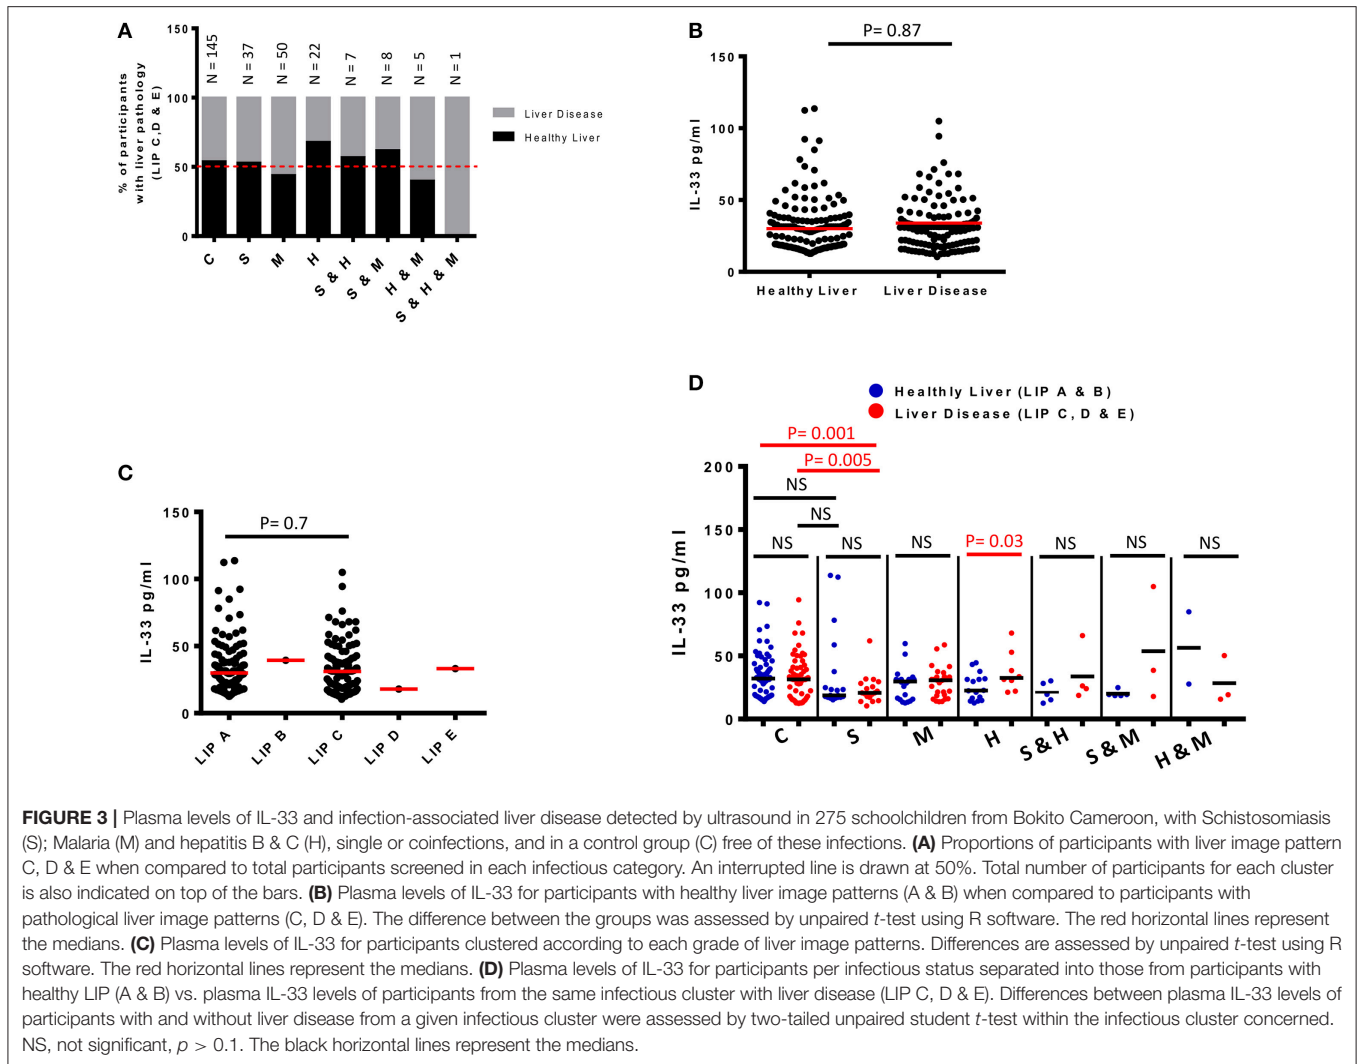 A
150
100
50
0
% of participants
with liver pathology
(LIP C,D & E)
N = 145
N = 37
N = 50
N = 22
N = 7
N = 8
N = 5
N = 1
C
S
M
H
S & H
S & M
H & M
S & H & M
Liver Disease
Healthy Liver
B
P= 0.87
150
100
50
0
IL-33 pg/ml
Healthy Liver
Liver Disease
C
P= 0.7
150
100
50
0
IL-33 pg/ml
LIP A
LIP B
LIP C
LIP D
LIP E
D
Healthly Liver (LIP A & B)
Liver Disease (LIP C, D & E)
P= 0.001
P= 0.005
NS
NS
NS
NS
NS
P= 0.03
NS
NS
NS
200
150
100
50
0
IL-33 pg/ml
C
S
M
H
S & H
S & M
H & M
FIGURE 3 | Plasma levels of IL-33 and infection-associated liver disease detected by ultrasound in 275 schoolchildren from Bokito Cameroon, with Schistosomiasis
(S); Malaria (M) and hepatitis B & C (H), single or coinfections, and in a control group (C) free of these infections. (A) Proportions of participants with liver image pattern
C, D & E when compared to total participants screened in each infectious category. An interrupted line is drawn at 50%. Total number of participants for each cluster
is also indicated on top of the bars. (B) Plasma levels of IL-33 for participants with healthy liver image patterns (A & B) when compared to participants with
pathological liver image patterns (C, D & E). The difference between the groups was assessed by unpaired t-test using R software. The red horizontal lines represent
the medians. (C) Plasma levels of IL-33 for participants clustered according to each grade of liver image patterns. Differences are assessed by unpaired t-test using R
software. The red horizontal lines represent the medians. (D) Plasma levels of IL-33 for participants per infectious status separated into those from participants with
healthy LIP (A & B) vs. plasma IL-33 levels of participants from the same infectious cluster with liver disease (LIP C, D & E). Differences between plasma IL-33 levels of
participants with and without liver disease from a given infectious cluster were assessed by two-tailed unpaired student t-test within the infectious cluster concerned.
NS, not significant, p > 0.1. The black horizontal lines represent the medians.